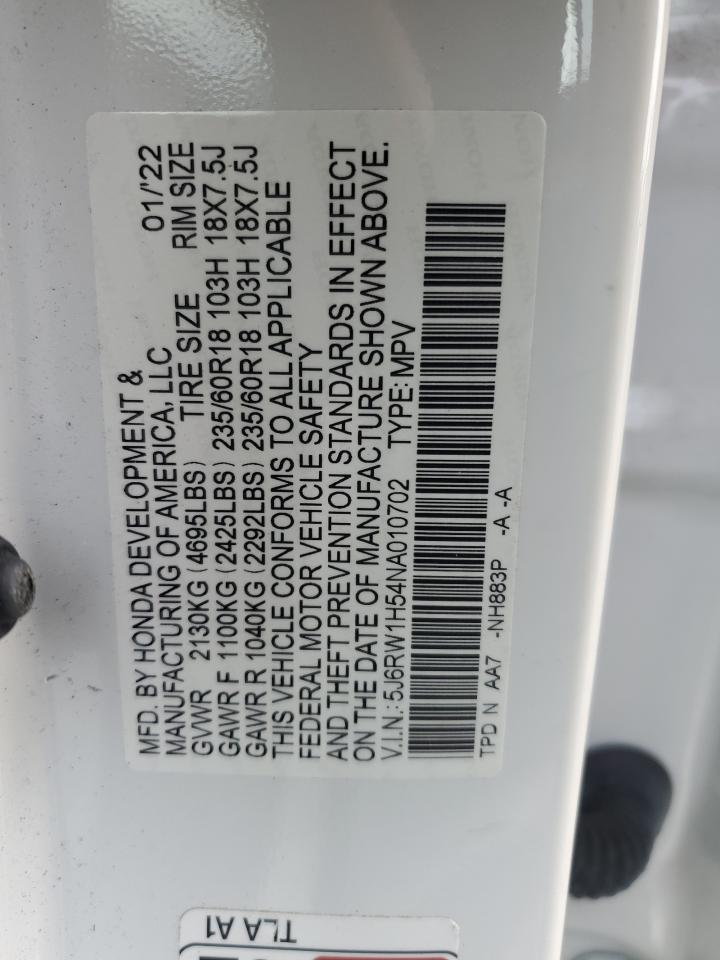 MFD. BY HONDA DEVELOPMENT & 01/'22
MANUFACTURING OF AMERICA, LLC
GVWR 2130KG (4695LBS) TIRE SIZE RIM SIZE
GAWR F 1100KG (2425LBS) 235/60R18 103H 18X7.5J
GAWR R 1040KG (2292LBS) 235/60R18 103H 18X7.5J
THIS VEHICLE CONFORMS TO ALL APPLICABLE
FEDERAL MOTOR VEHICLE SAFETY
AND THEFT PREVENTION STANDARDS IN EFFECT
ON THE DATE OF MANUFACTURE SHOWN ABOVE.
V.I.N.: 5J6RW1H54NA010702 TYPE: MPV
TPD N AA7 -NH883P -A -A
TLA A1